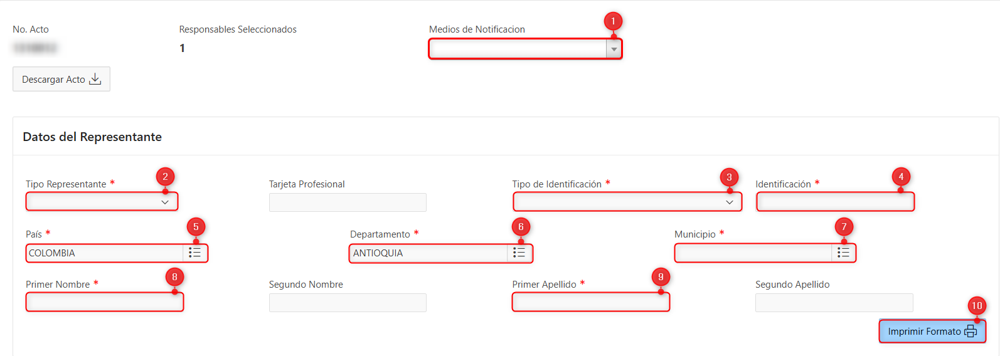 No. Acto
Responsables Seleccionados
Medios de Notificacion
1
1
Descargar Acto
Datos del Representante
2
3
4
Tipo Representante *
Tarjeta Profesional
Tipo de Identificación *
Identificación *
5
6
7
País *
Departamento *
Municipio *
COLOMBIA
ANTIOQUIA
8
9
Primer Nombre *
Segundo Nombre
Primer Apellido *
Segundo Apellido
10
Imprimir Formato